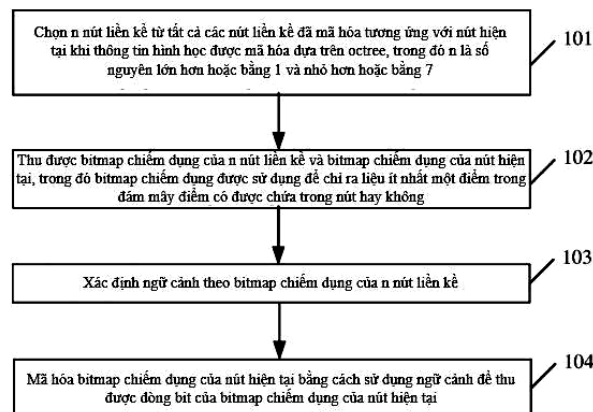 Chọn n nút liền kề từ tất cả các nút liền kề đã mã hóa tương ứng với nút hiện
tại khi thông tin hình học được mã hóa dựa trên octree, trong đó n là số
nguyên lớn hơn hoặc bằng 1 và nhỏ hơn hoặc bằng 7
101
Thu được bitmap chiếm dụng của n nút liền kề và bitmap chiếm dụng của nút hiện
tại, trong đó bitmap chiếm dụng được sử dụng để chỉ ra liệu ít nhất một điểm trong
đám mây điểm có được chứa trong nút hay không
102
Xác định ngữ cảnh theo bitmap chiếm dụng của n nút liền kề
103
Mã hóa bitmap chiếm dụng của nút hiện tại bằng cách sử dụng ngữ cảnh để thu
được dòng bit của bitmap chiếm dụng của nút hiện tại
104